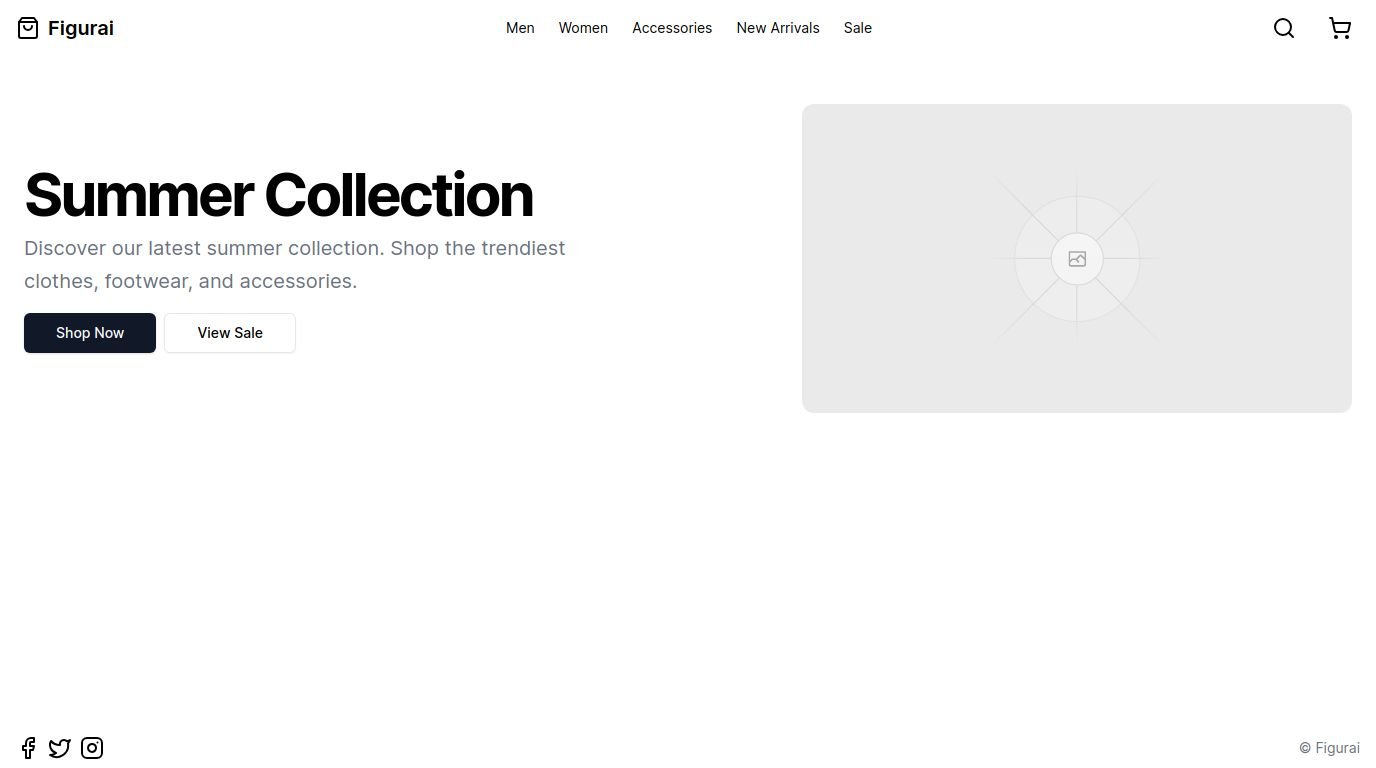 Figurai
Men
Women
Accessories
New Arrivals
Sale
Summer Collection
Discover our latest summer collection. Shop the trendiest
clothes, footwear, and accessories.
Shop Now
View Sale
© Figurai